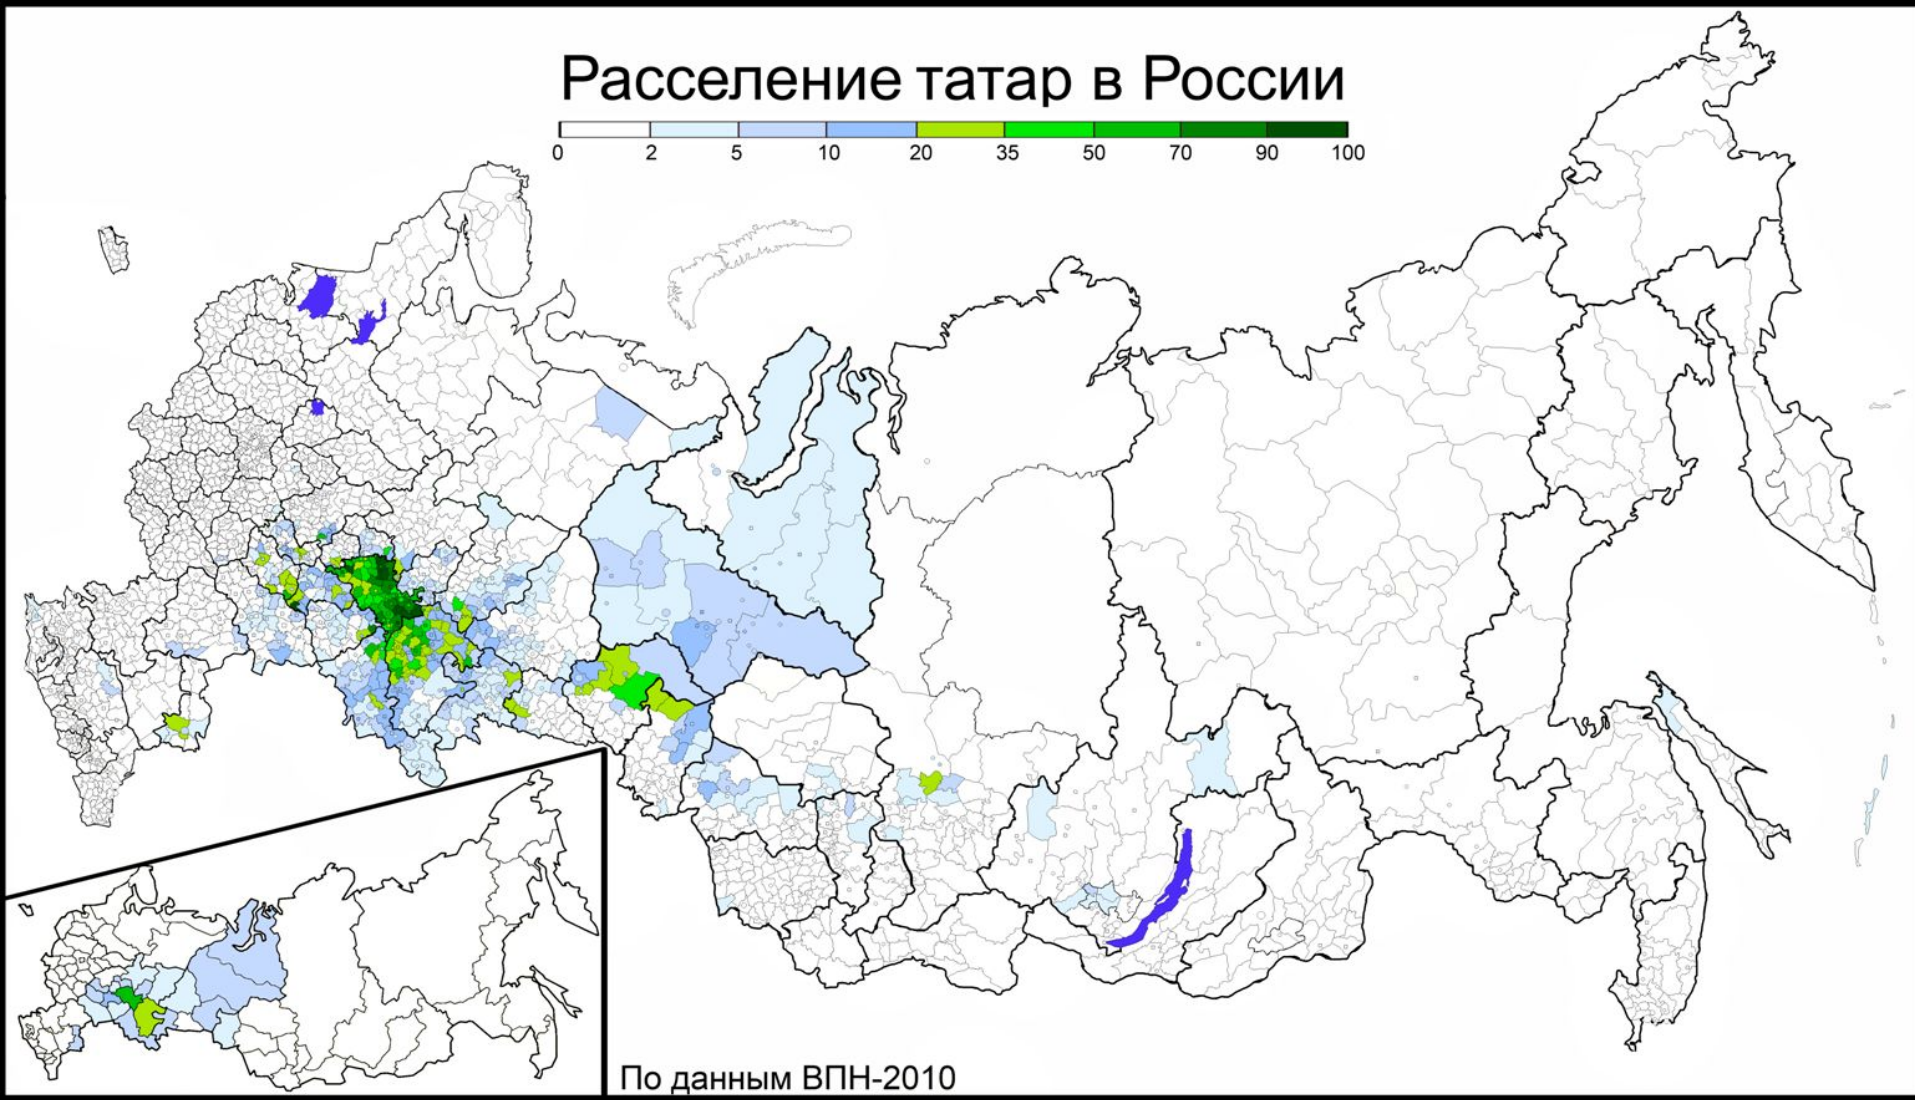 Расселение татар в России
0 2 5 10 20 35 50 70 90 100
По данным ВПН-2010